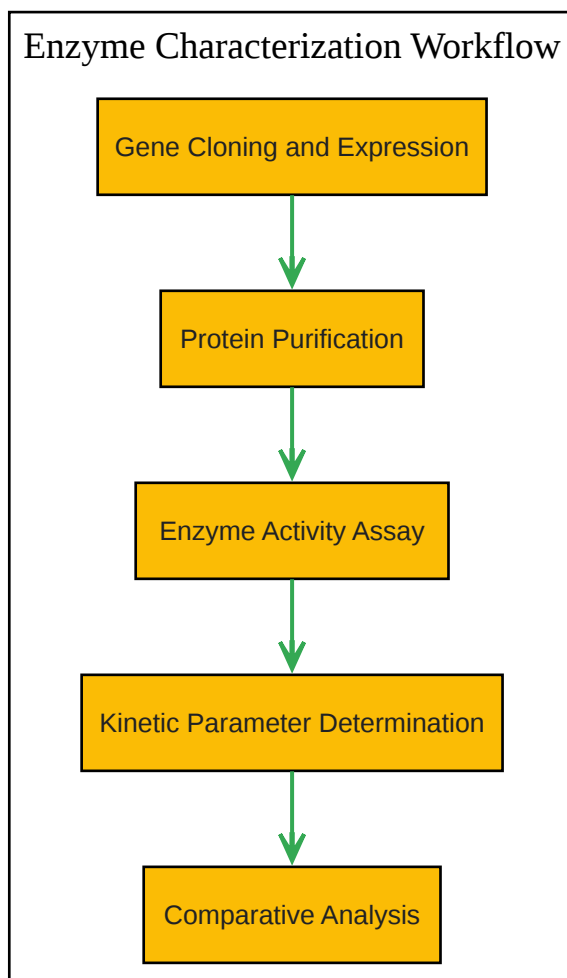 Enzyme Characterization Workflow
Gene Cloning and Expression
Protein Purification
Enzyme Activity Assay
Kinetic Parameter Determination
Comparative Analysis